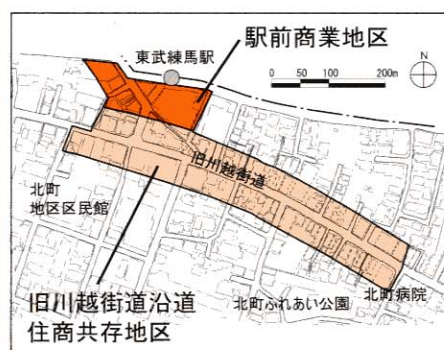 東武練馬駅
駅前商業地区
N
0 50 100 200m
旧川越街道
北町
地区区民館
旧川越街道沿道
住商共存地区
北町ふれあい公園
北町病院